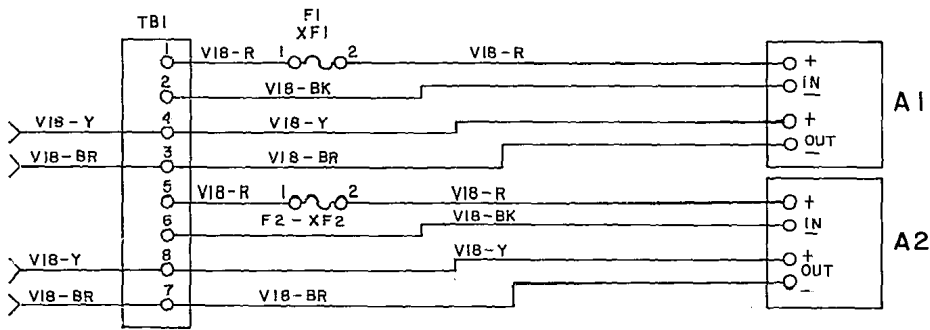 TB1
F1
XF1
1 V18-R 1 2 V18-R +
2 V18-BK IN
-
A1
V18-Y 4 V18-Y +
V18-BR 3 V18-BR OUT
-
5 V18-R 1 2 V18-R +
F2-XF2
6 V18-BK IN
-
A2
V18-Y 8 V18-Y +
OUT
V18-BR 7 V18-BR -